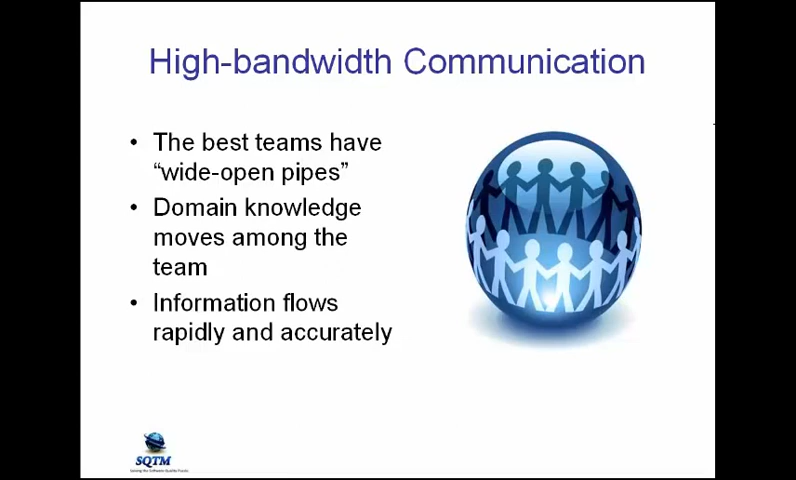 High-bandwidth Communication
• The best teams have
"wide-open pipes"
• Domain knowledge
moves among the
team
• Information flows
rapidly and accurately
SQTM